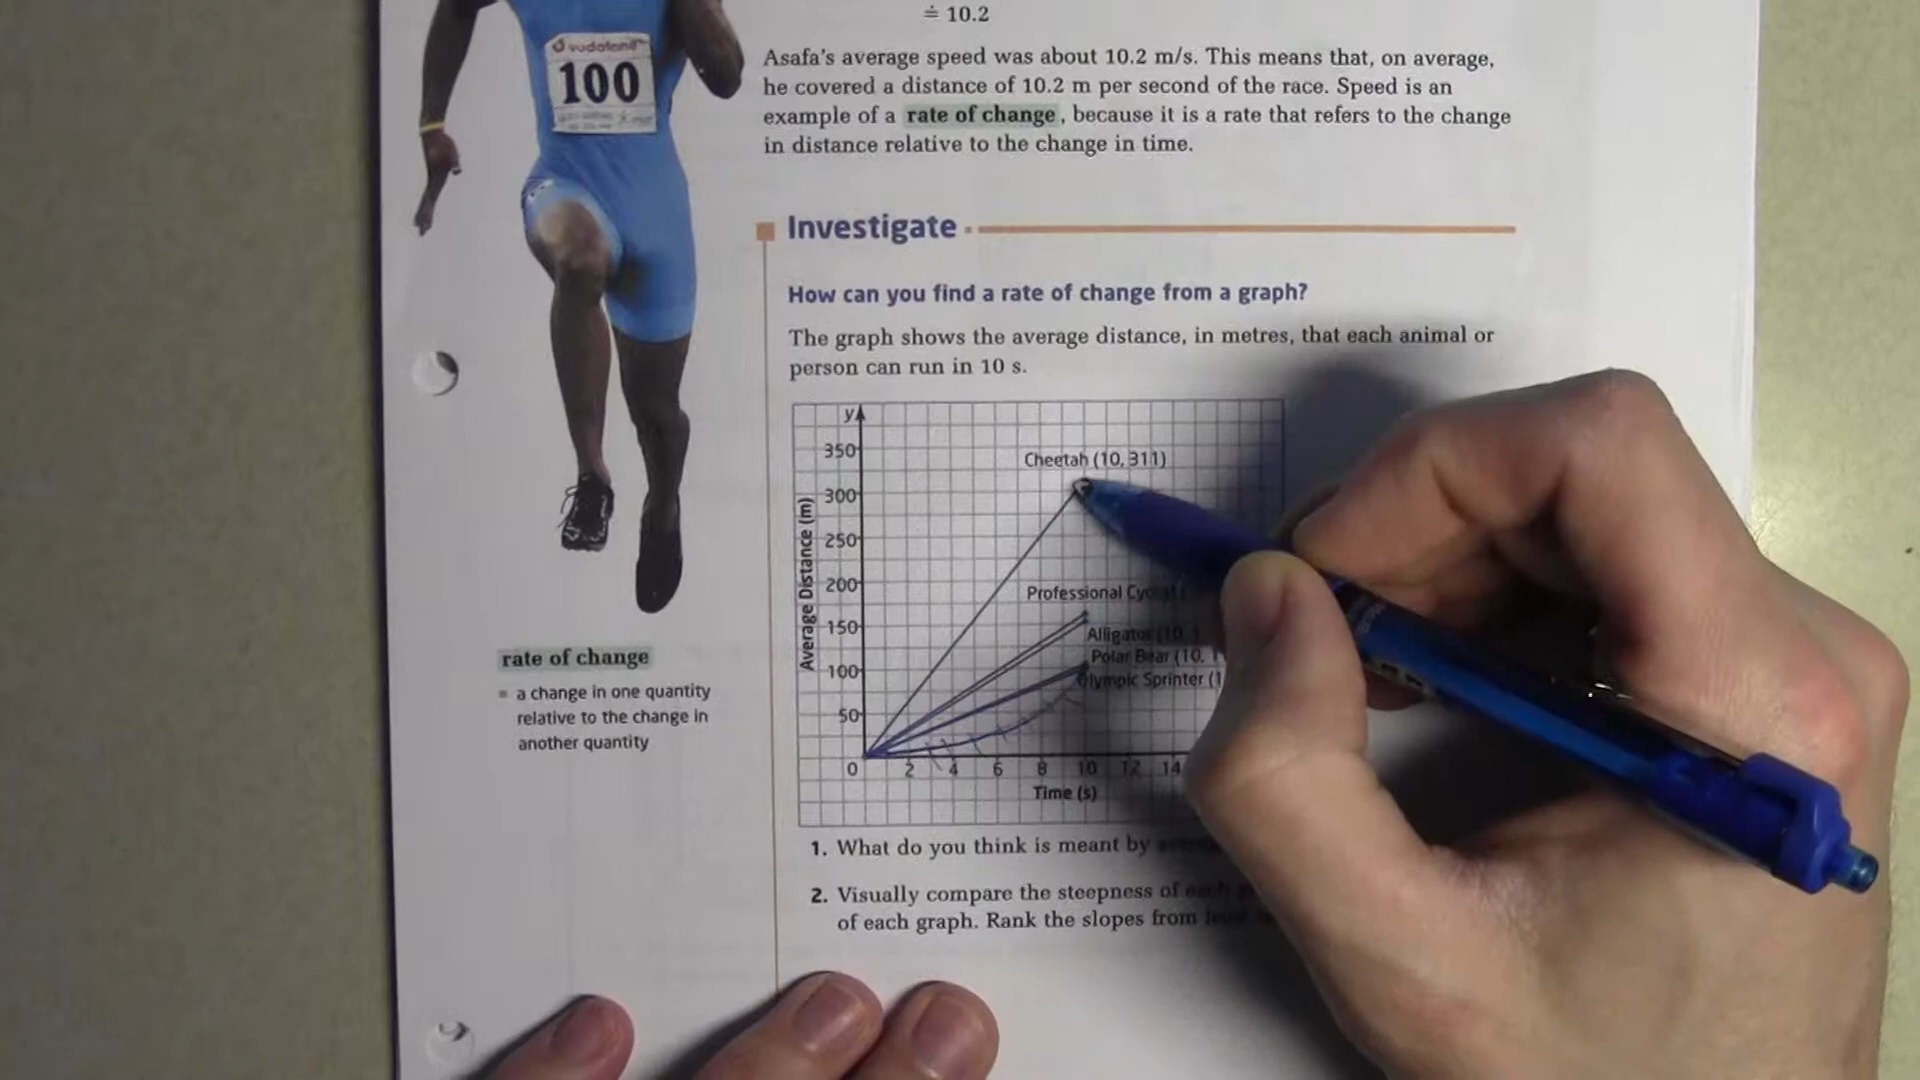 ≐ 10.2
Asafa's average speed was about 10.2 m/s. This means that, on average,
he covered a distance of 10.2 m per second of the race. Speed is an
example of a rate of change, because it is a rate that refers to the change
in distance relative to the change in time.
vodafone
100
Investigate
How can you find a rate of change from a graph?
The graph shows the average distance, in metres, that each animal or
person can run in 10 s.
y
350
Cheetah (10, 311)
300
250
200
Professional
150
Alligator (10,
Polar Bear (10,
100
Olympic Sprinter (1
50
0 2 4 6 8 10 12 14
Time (s)
Average Distance (m)
rate of change
a change in one quantity
relative to the change in
another quantity
1. What do you think is meant by
2. Visually compare the steepness of
of each graph. Rank the slopes from